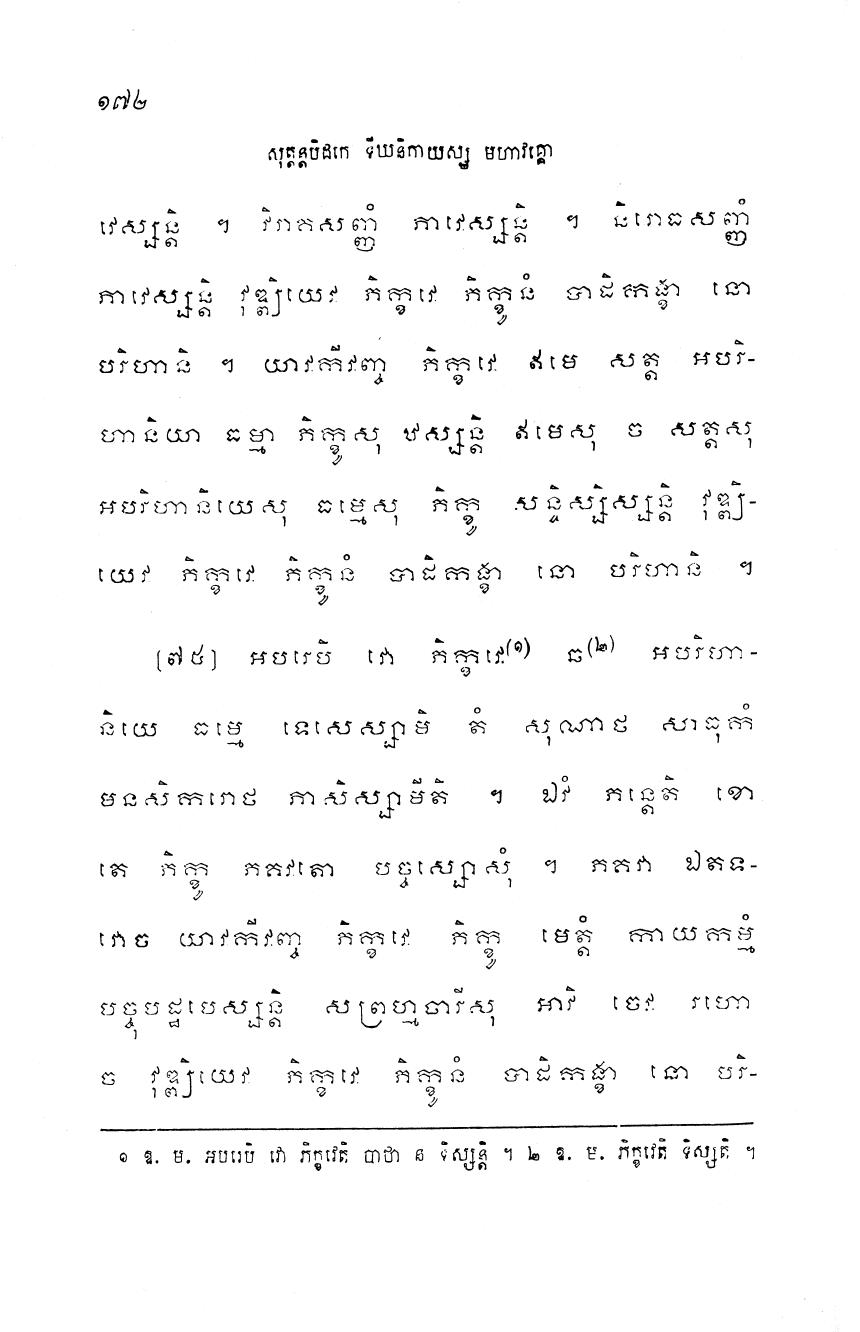 ១៧២
សុត្តន្តបិដកេ ទីឃនិកាយស្ស មហាវគ្គោ
វេស្សន្តិ ។ វិរាគសញ្ញំ ភាវេស្សន្តិ ។ និរោធសញ្ញំ
ភាវេស្សន្តិ វុឌ្ឍិយេវ ភិក្ខវេ ភិក្ខូនំ បាដិកង្ខា នោ
បរិហានិ ។ យាវកីវញ្ច ភិក្ខវេ ឥមេ សត្ត អបរិ-
ហានិយា ធម្មា ភិក្ខូសុ ឋស្សន្តិ ឥមេសុ ច សត្តសុ
អបរិហានិយេសុ ធម្មេសុ ភិក្ខូ សន្ទិស្សិស្សន្តិ វុឌ្ឍិ-
យេវ ភិក្ខវេ ភិក្ខូនំ បាដិកង្ខា នោ បរិហានិ ។
[៧៥] អបរេបិ វោ ភិក្ខវេ(១) ឆ(២) អបរិហា-
និយេ ធម្មេ ទេសេស្សាមិ តំ សុណាថ សាធុកំ
មនសិករោថ ភាសិស្សាមីតិ ។ ឯវំ ភន្តេតិ ខោ
តេ ភិក្ខូ ភគវតោ បច្ចស្សោសុំ ។ ភគវា ឯតទ-
វោច យាវកីវញ្ច ភិក្ខវេ ភិក្ខូ មេត្តំ កាយកម្មំ
បច្ចុបដ្ឋបេស្សន្តិ សព្រហ្មចារីសុ អាវិ ចេវ រហោ
ច វុឌ្ឍិយេវ ភិក្ខវេ ភិក្ខូនំ បាដិកង្ខា នោ បរិ-
១ ឧ. ម. អបរេបិ វោ ភិក្ខវេតិ បាឋា ន ទិស្សន្តិ ។ ២ ឧ. ម. ភិក្ខវេតិ ទិស្សតិ ។